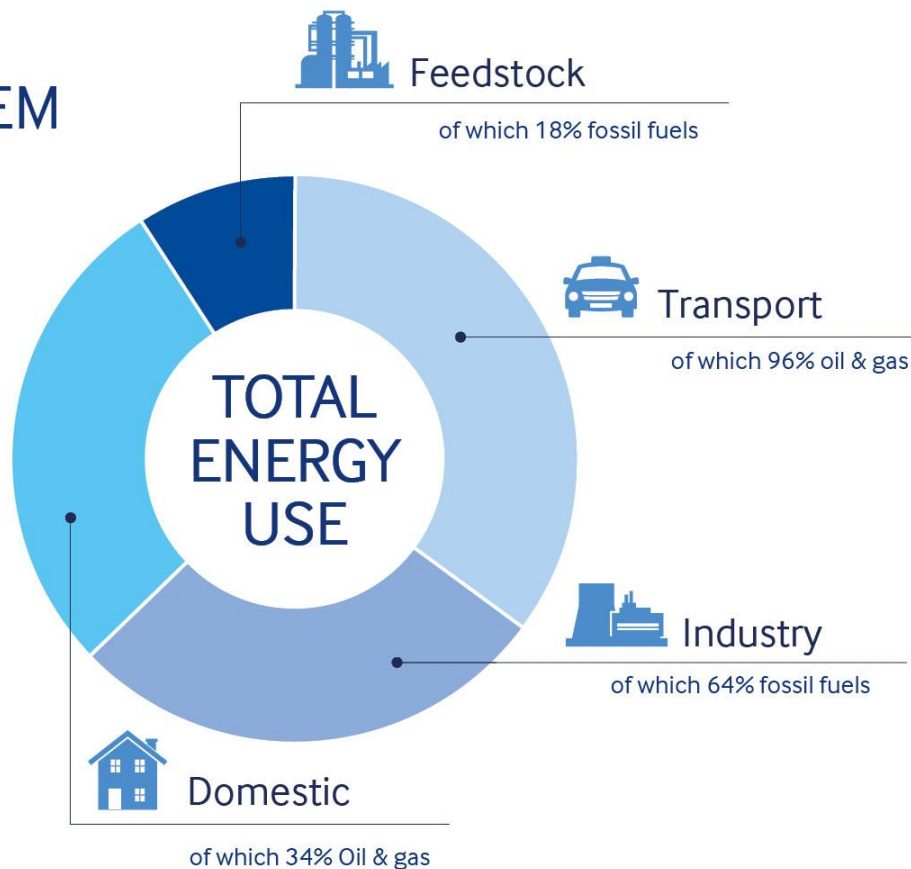 EM
Feedstock
of which 18% fossil fuels
Transport
of which 96% oil & gas
TOTAL
ENERGY
USE
Industry
of which 64% fossil fuels
Domestic
of which 34% Oil & gas